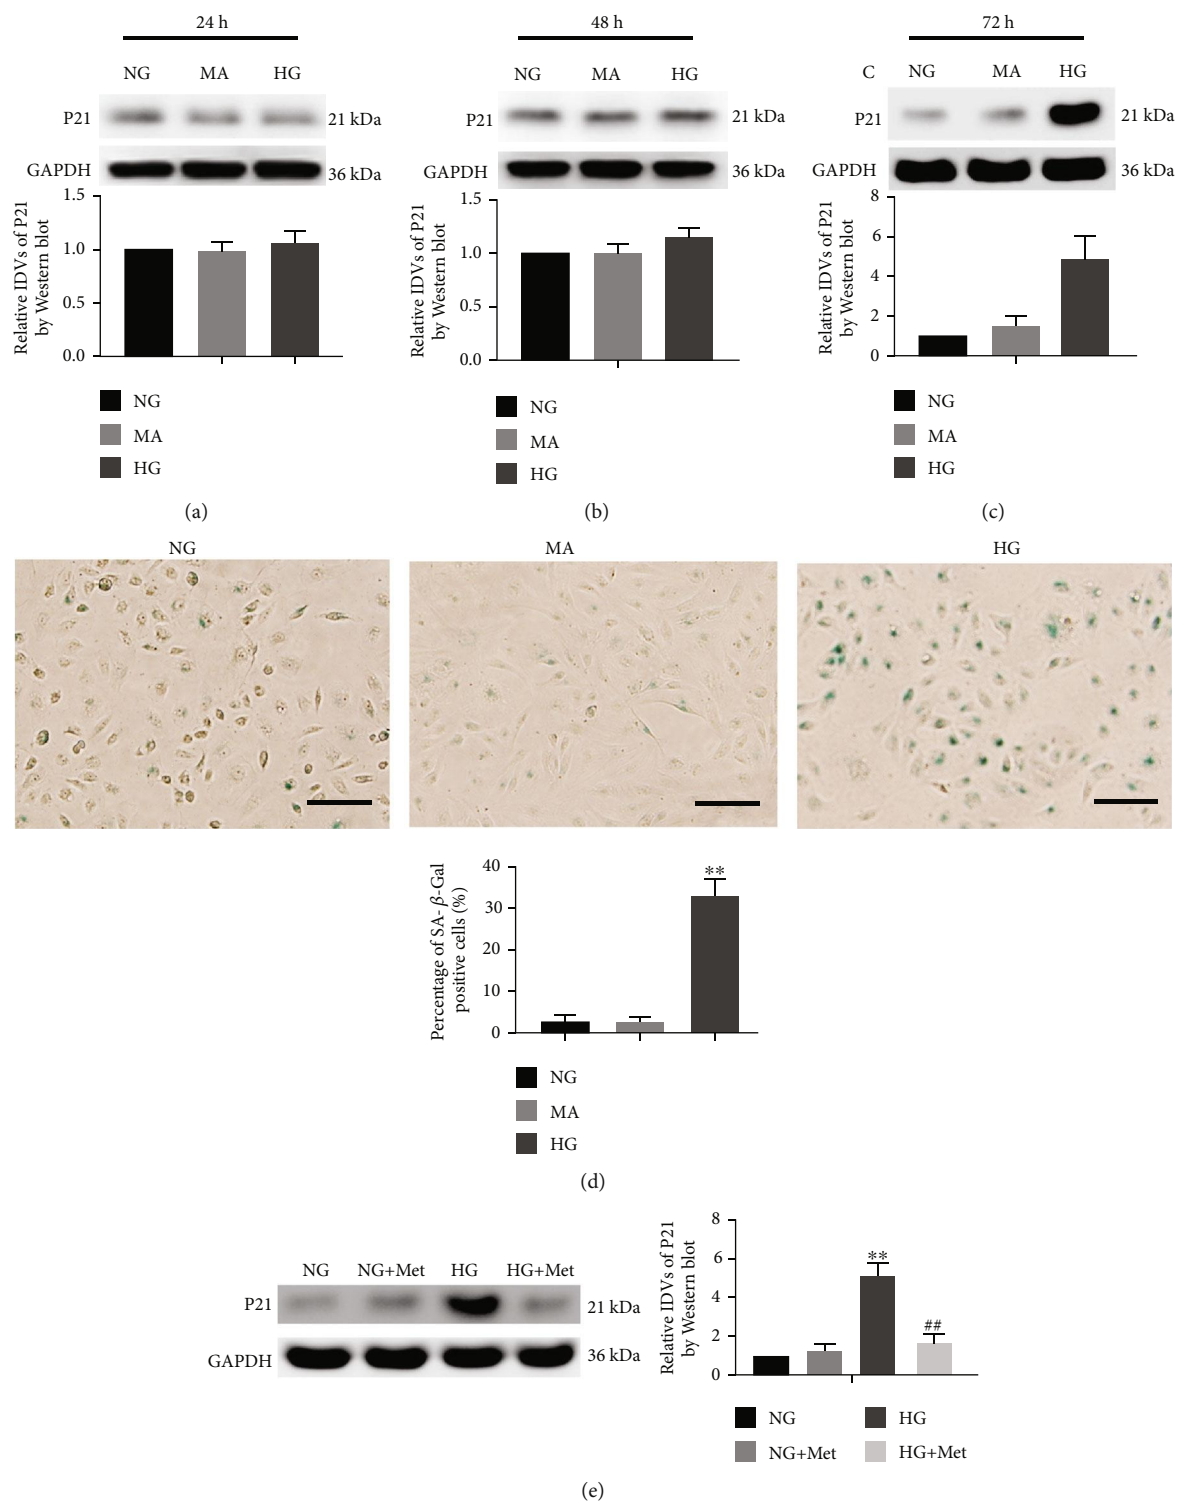 24 h
NG MA HG
P21 21 kDa
GAPDH 36 kDa
Relative IDVs of P21
by Western blot
1.5
1.0
0.5
0.0
NG
MA
HG
(a)
48 h
NG MA HG
P21 21 kDa
GAPDH 36 kDa
Relative IDVs of P21
by Western blot
1.5
1.0
0.5
0.0
NG
MA
HG
(b)
72 h
C NG MA HG
P21 21 kDa
GAPDH 36 kDa
Relative IDVs of P21
by Western blot
8
6
4
2
0
NG
MA
HG
(c)
NG MA HG
Percentage of SA-β-Gal
positive cells (%)
40
30
20
10
0
**
NG
MA
HG
(d)
NG NG+Met HG HG+Met
P21 21 kDa
GAPDH 36 kDa
Relative IDVs of P21
by Western blot
8
6
4
2
0
**
##
NG HG
NG+Met HG+Met
(e)